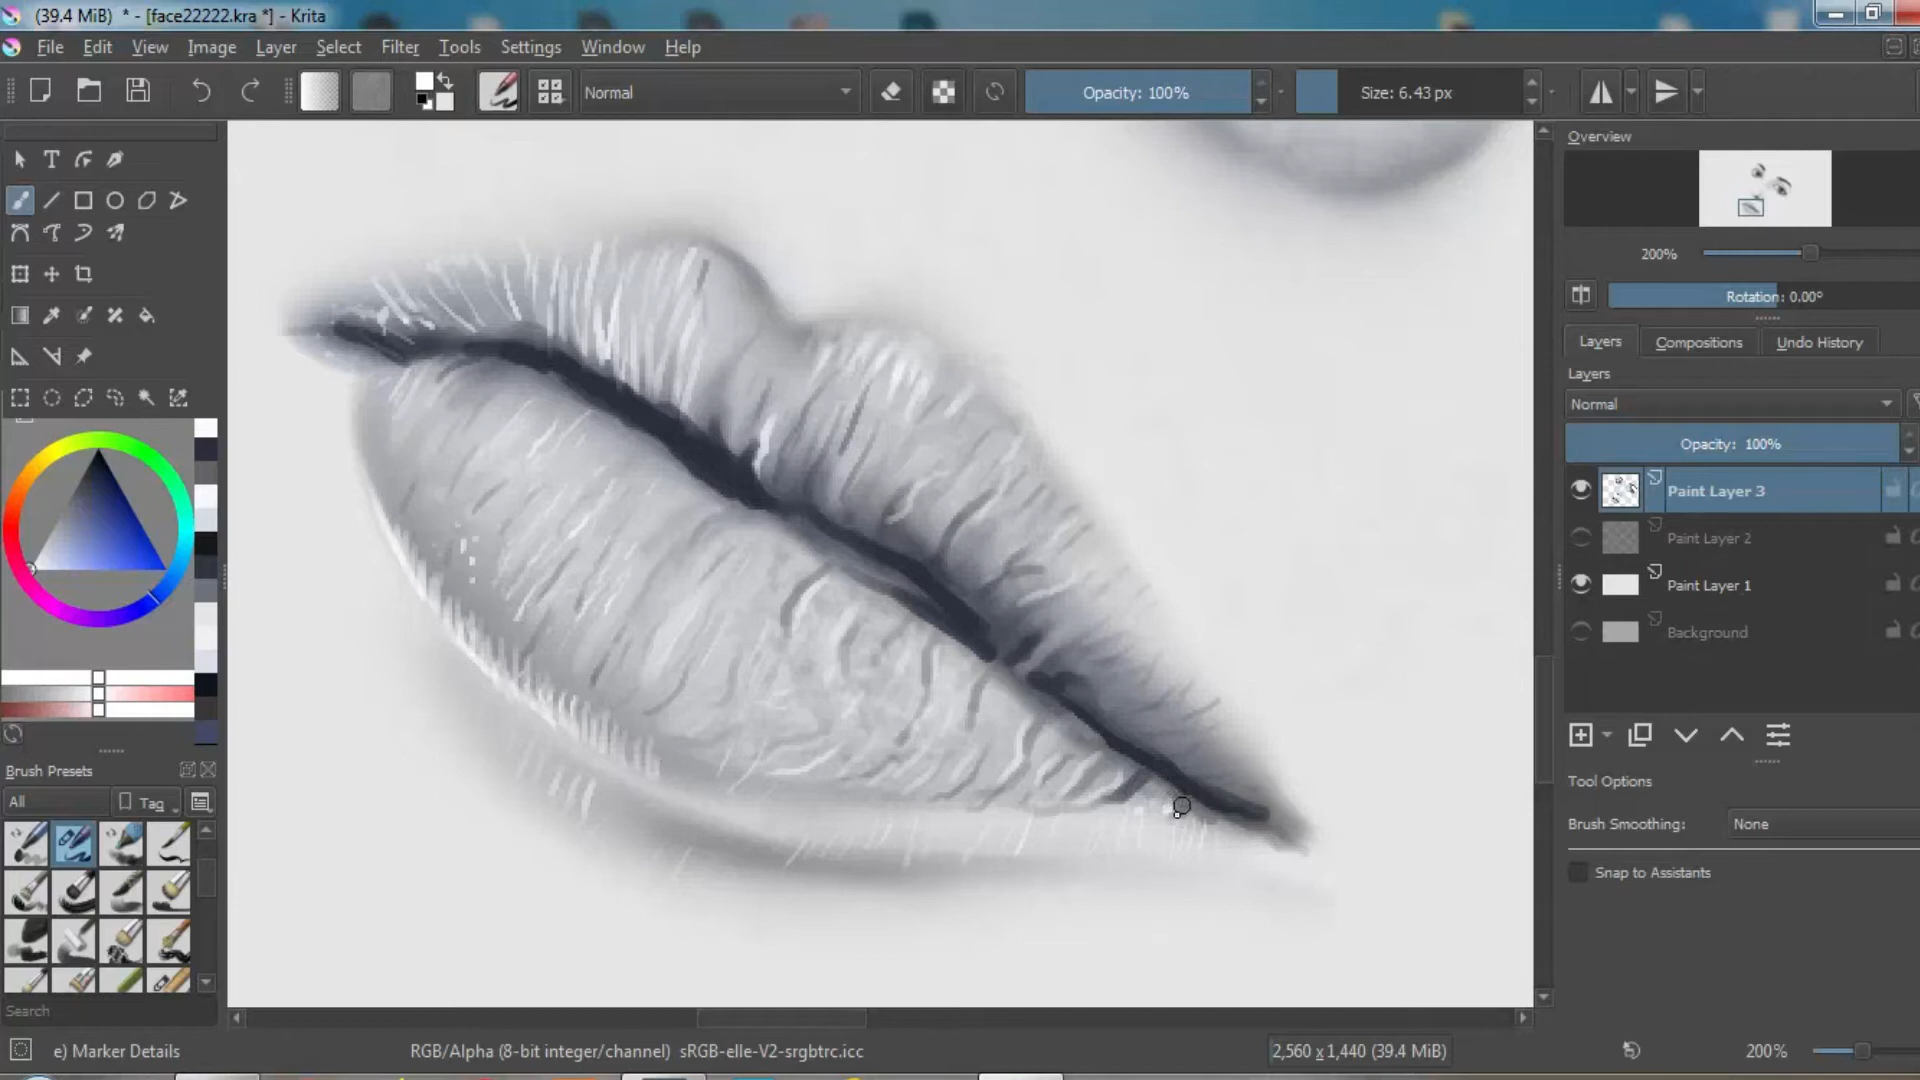 (39.4 MiB) * - [face22222.kra *] - Krita
File Edit View Image Layer Select Filter Tools Settings Window Help
Normal
Opacity: 100%
Size: 6.43 px
Overview
200%
Rotation: 0.00°
Layers Compositions Undo History
Layers
Normal
Opacity: 100%
Paint Layer 3
Paint Layer 2
Paint Layer 1
Background
Brush Presets
All Tag
Tool Options
Brush Smoothing: None
Snap to Assistants
Search
e) Marker Details
RGB/Alpha (8-bit integer/channel) sRGB-elle-V2-srgbtrc.icc
2,560 x 1,440 (39.4 MiB)
200%